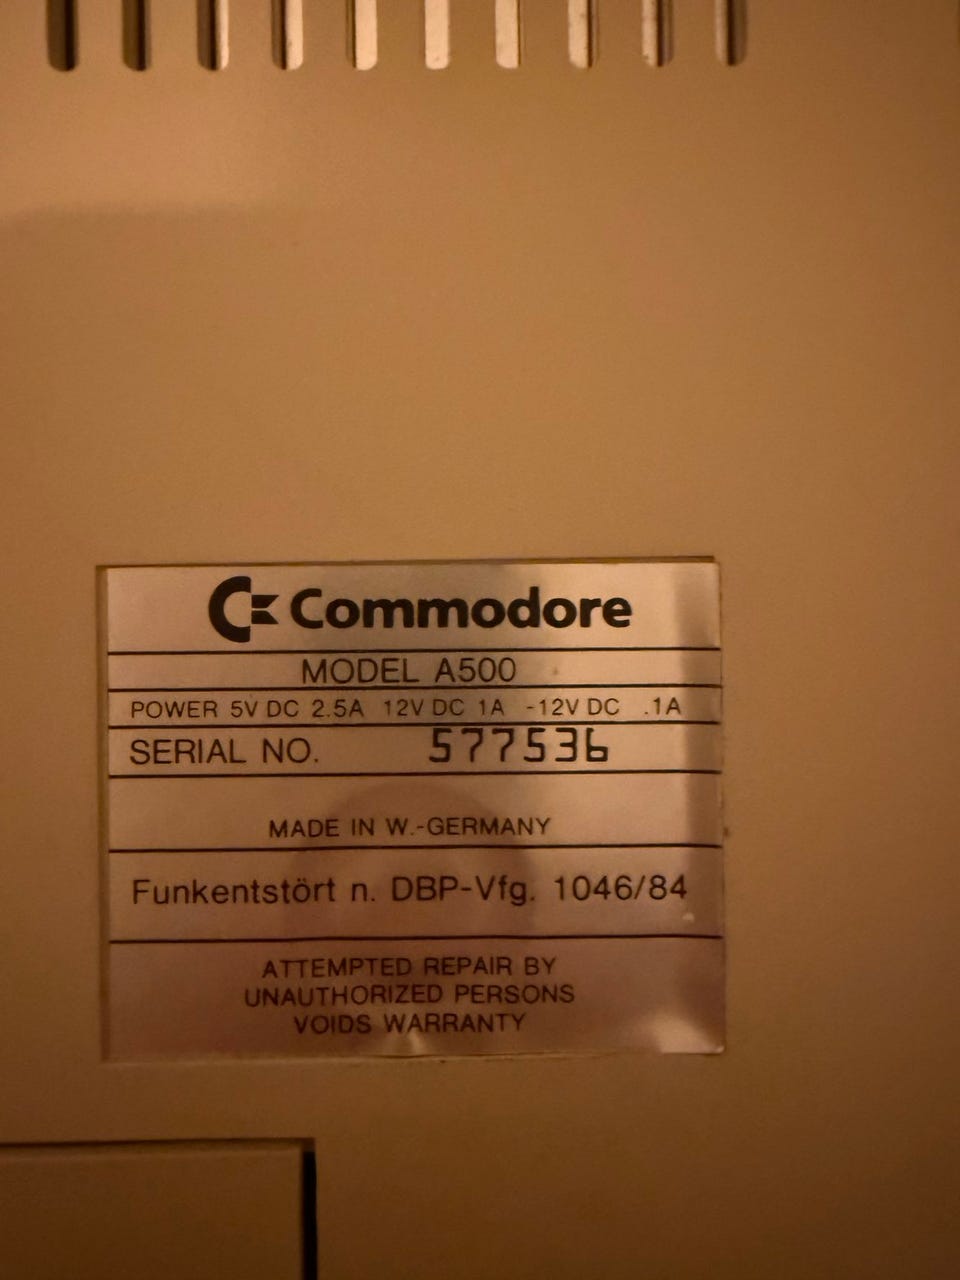 Commodore
MODEL A500
POWER 5V DC 2.5A 12V DC 1A -12V DC .1A
SERIAL NO. 577536
MADE IN W.-GERMANY
Funkentstört n. DBP-Vfg. 1046/84
ATTEMPTED REPAIR BY
UNAUTHORIZED PERSONS
VOIDS WARRANTY